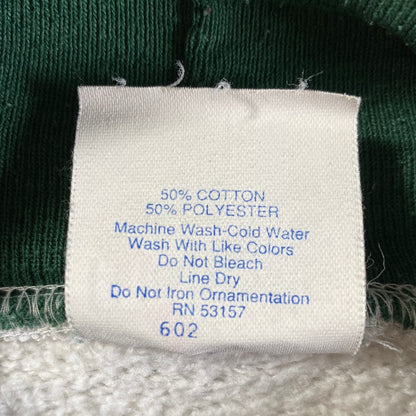 50% COTTON
50% POLYESTER
Machine Wash-Cold Water
Wash With Like Colors
Do Not Bleach
Line Dry
Do Not Iron Ornamentation
RN 53157
602